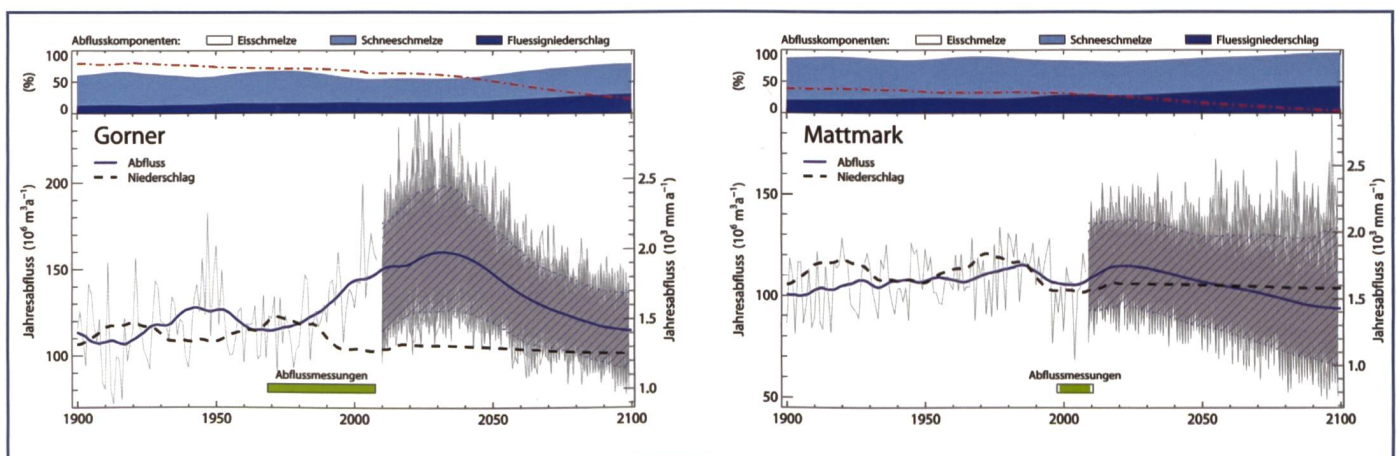 Abflusskomponenten: Eisschmelze Schneeschmelze Fluessigniederschlag
100
50
0
(%)
Gorner
Abfluss
Niederschlag
200
150
100
Jahresabfluss (10⁶ m³a⁻¹)
2.5
2.0
1.5
1.0
Jahresabfluss (10³ mm a⁻¹)
Abflussmessungen
1900 1950 2000 2050 2100
Abflusskomponenten: Eisschmelze Schneeschmelze Fluessigniederschlag
100
50
0
(%)
Mattmark
Abfluss
Niederschlag
150
100
50
Jahresabfluss (10⁶ m³a⁻¹)
2.5
2.0
1.5
1.0
Jahresabfluss (10³ mm a⁻¹)
Abflussmessungen
1900 1950 2000 2050 2100